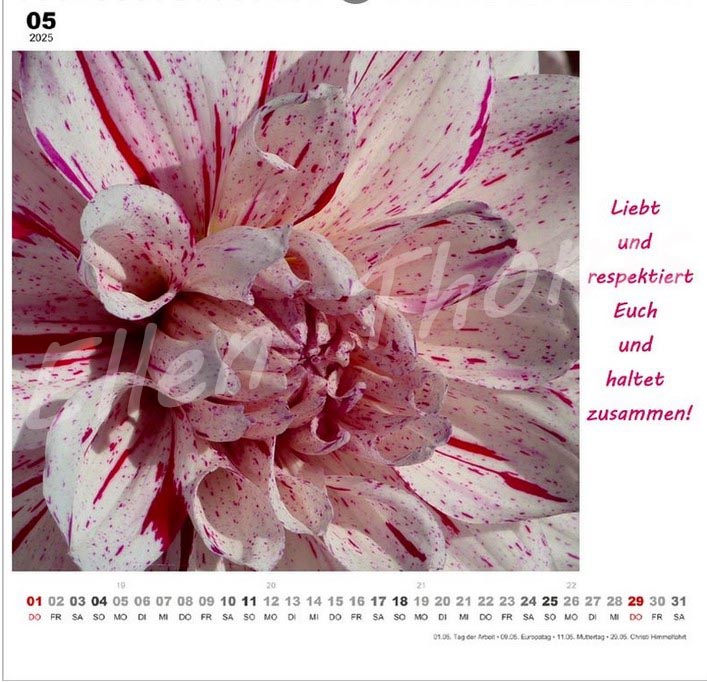 05
2025
Ellen Thor
Liebt
und
respektiert
Euch
und
haltet
zusammen!
19 20 21 22
01 02 03 04 05 06 07 08 09 10 11 12 13 14 15 16 17 18 19 20 21 22 23 24 25 26 27 28 29 30 31
DO FR SA SO MO DI MI DO FR SA SO MO DI MI DO FR SA SO MO DI MI DO FR SA SO MO DI MI DO FR SA
01.05. Tag der Arbeit • 09.05. Europatag • 11.05. Muttertag • 29.05. Christi Himmelfahrt